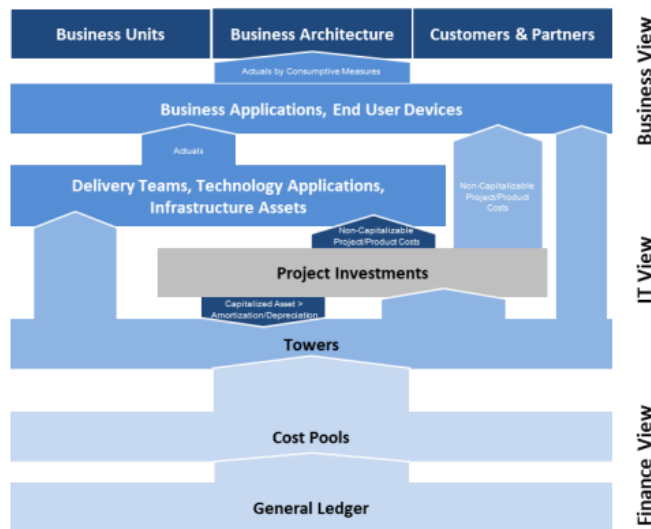 Business Units
Business Architecture
Customers & Partners
Actuals by Consumptive Measures
Business Applications, End User Devices
Actuals
Delivery Teams, Technology Applications,
Infrastructure Assets
Non-Capitalizable
Project/Product
Costs
Non-Capitalizable
Project/Product Costs
Project Investments
Capitalized Asset >
Amortization/Depreciation
Towers
Cost Pools
General Ledger
Business View
IT View
Finance View